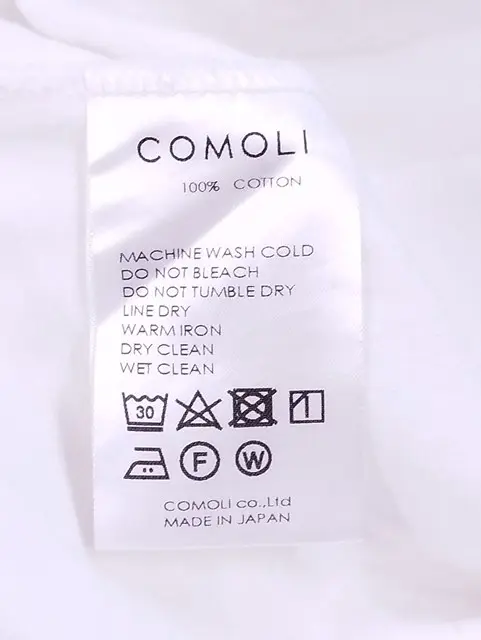 COMOLI
100% COTTON
MACHINE WASH COLD
DO NOT BLEACH
DO NOT TUMBLE DRY
LINE DRY
WARM IRON
DRY CLEAN
WET CLEAN
30
F W
COMOLI co.,Ltd
MADE IN JAPAN